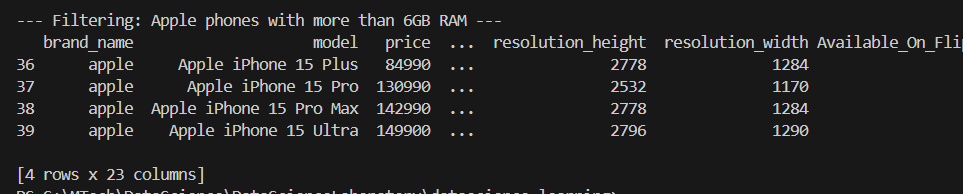 --- Filtering: Apple phones with more than 6GB RAM ---
brand_name model price ... resolution_height resolution_width Available_On_Flip
36 apple Apple iPhone 15 Plus 84990 ... 2778 1284
37 apple Apple iPhone 15 Pro 130990 ... 2532 1170
38 apple Apple iPhone 15 Pro Max 142990 ... 2778 1284
39 apple Apple iPhone 15 Ultra 149900 ... 2796 1290
[4 rows x 23 columns]